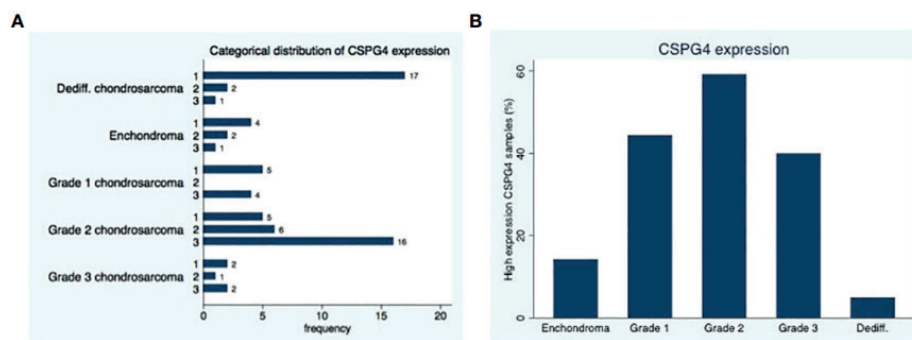 A
Categorical distribution of CSPG4 expression
Dediff. chondrosarcoma
1 17
2 2
3 1
Enchondroma
1 4
2 2
3 1
Grade 1 chondrosarcoma
1 5
2
3 4
Grade 2 chondrosarcoma
1 5
2 6
3 16
Grade 3 chondrosarcoma
1 2
2 1
3 2
0 5 10 15 20
frequency
B
CSPG4 expression
High expression CSPG4 samples (%)
60
40
20
0
Enchondroma Grade 1 Grade 2 Grade 3 Dediff.